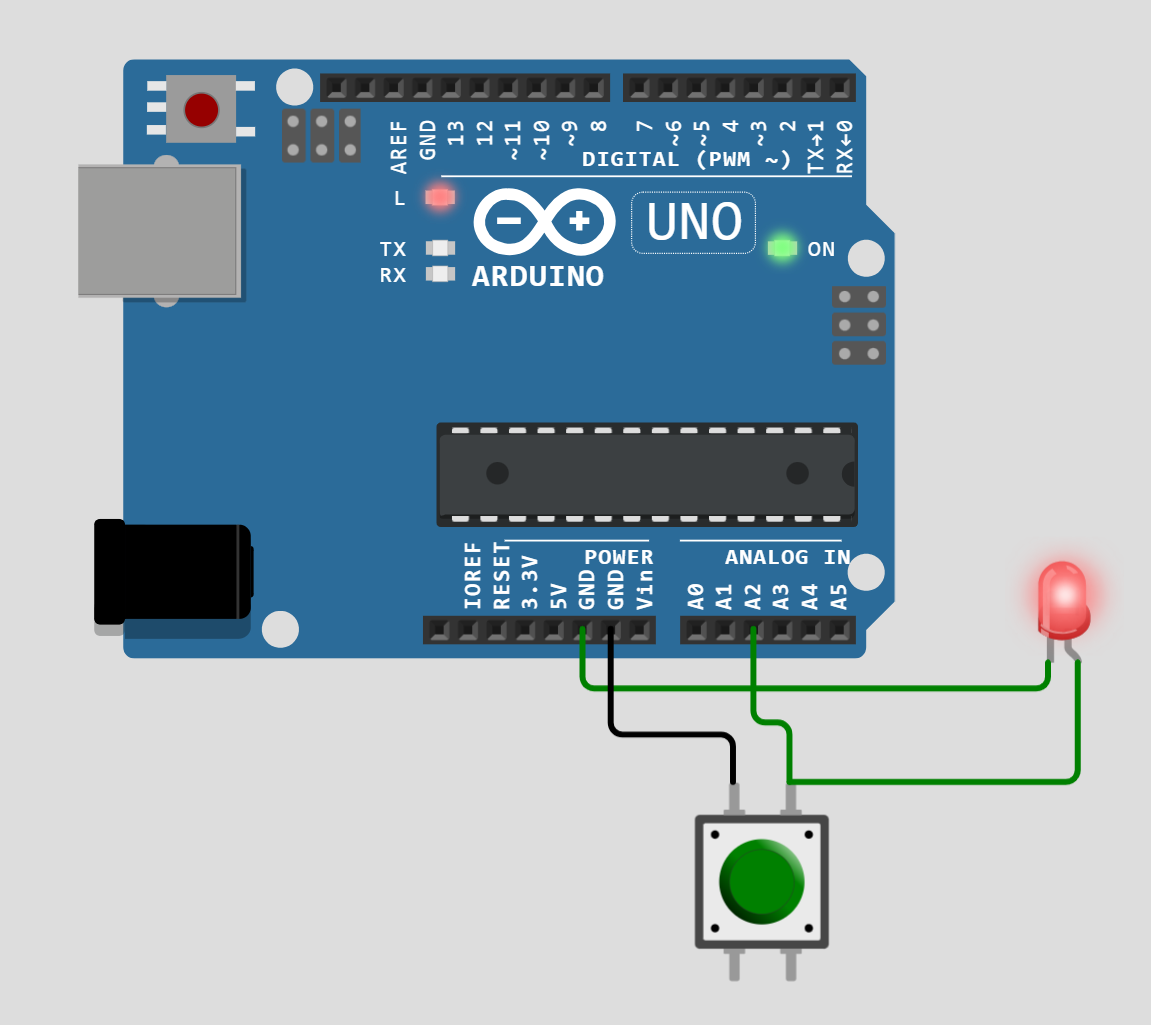 AREF
GND
13
12
~11
~10
~9
8
7
~6
~5
4
~3
2
TX→1
RX←0
DIGITAL (PWM ~)
L
TX
RX
UNO
ON
ARDUINO
IOREF
RESET
3.3V
5V
GND
GND
Vin
POWER
A0
A1
A2
A3
A4
A5
ANALOG IN